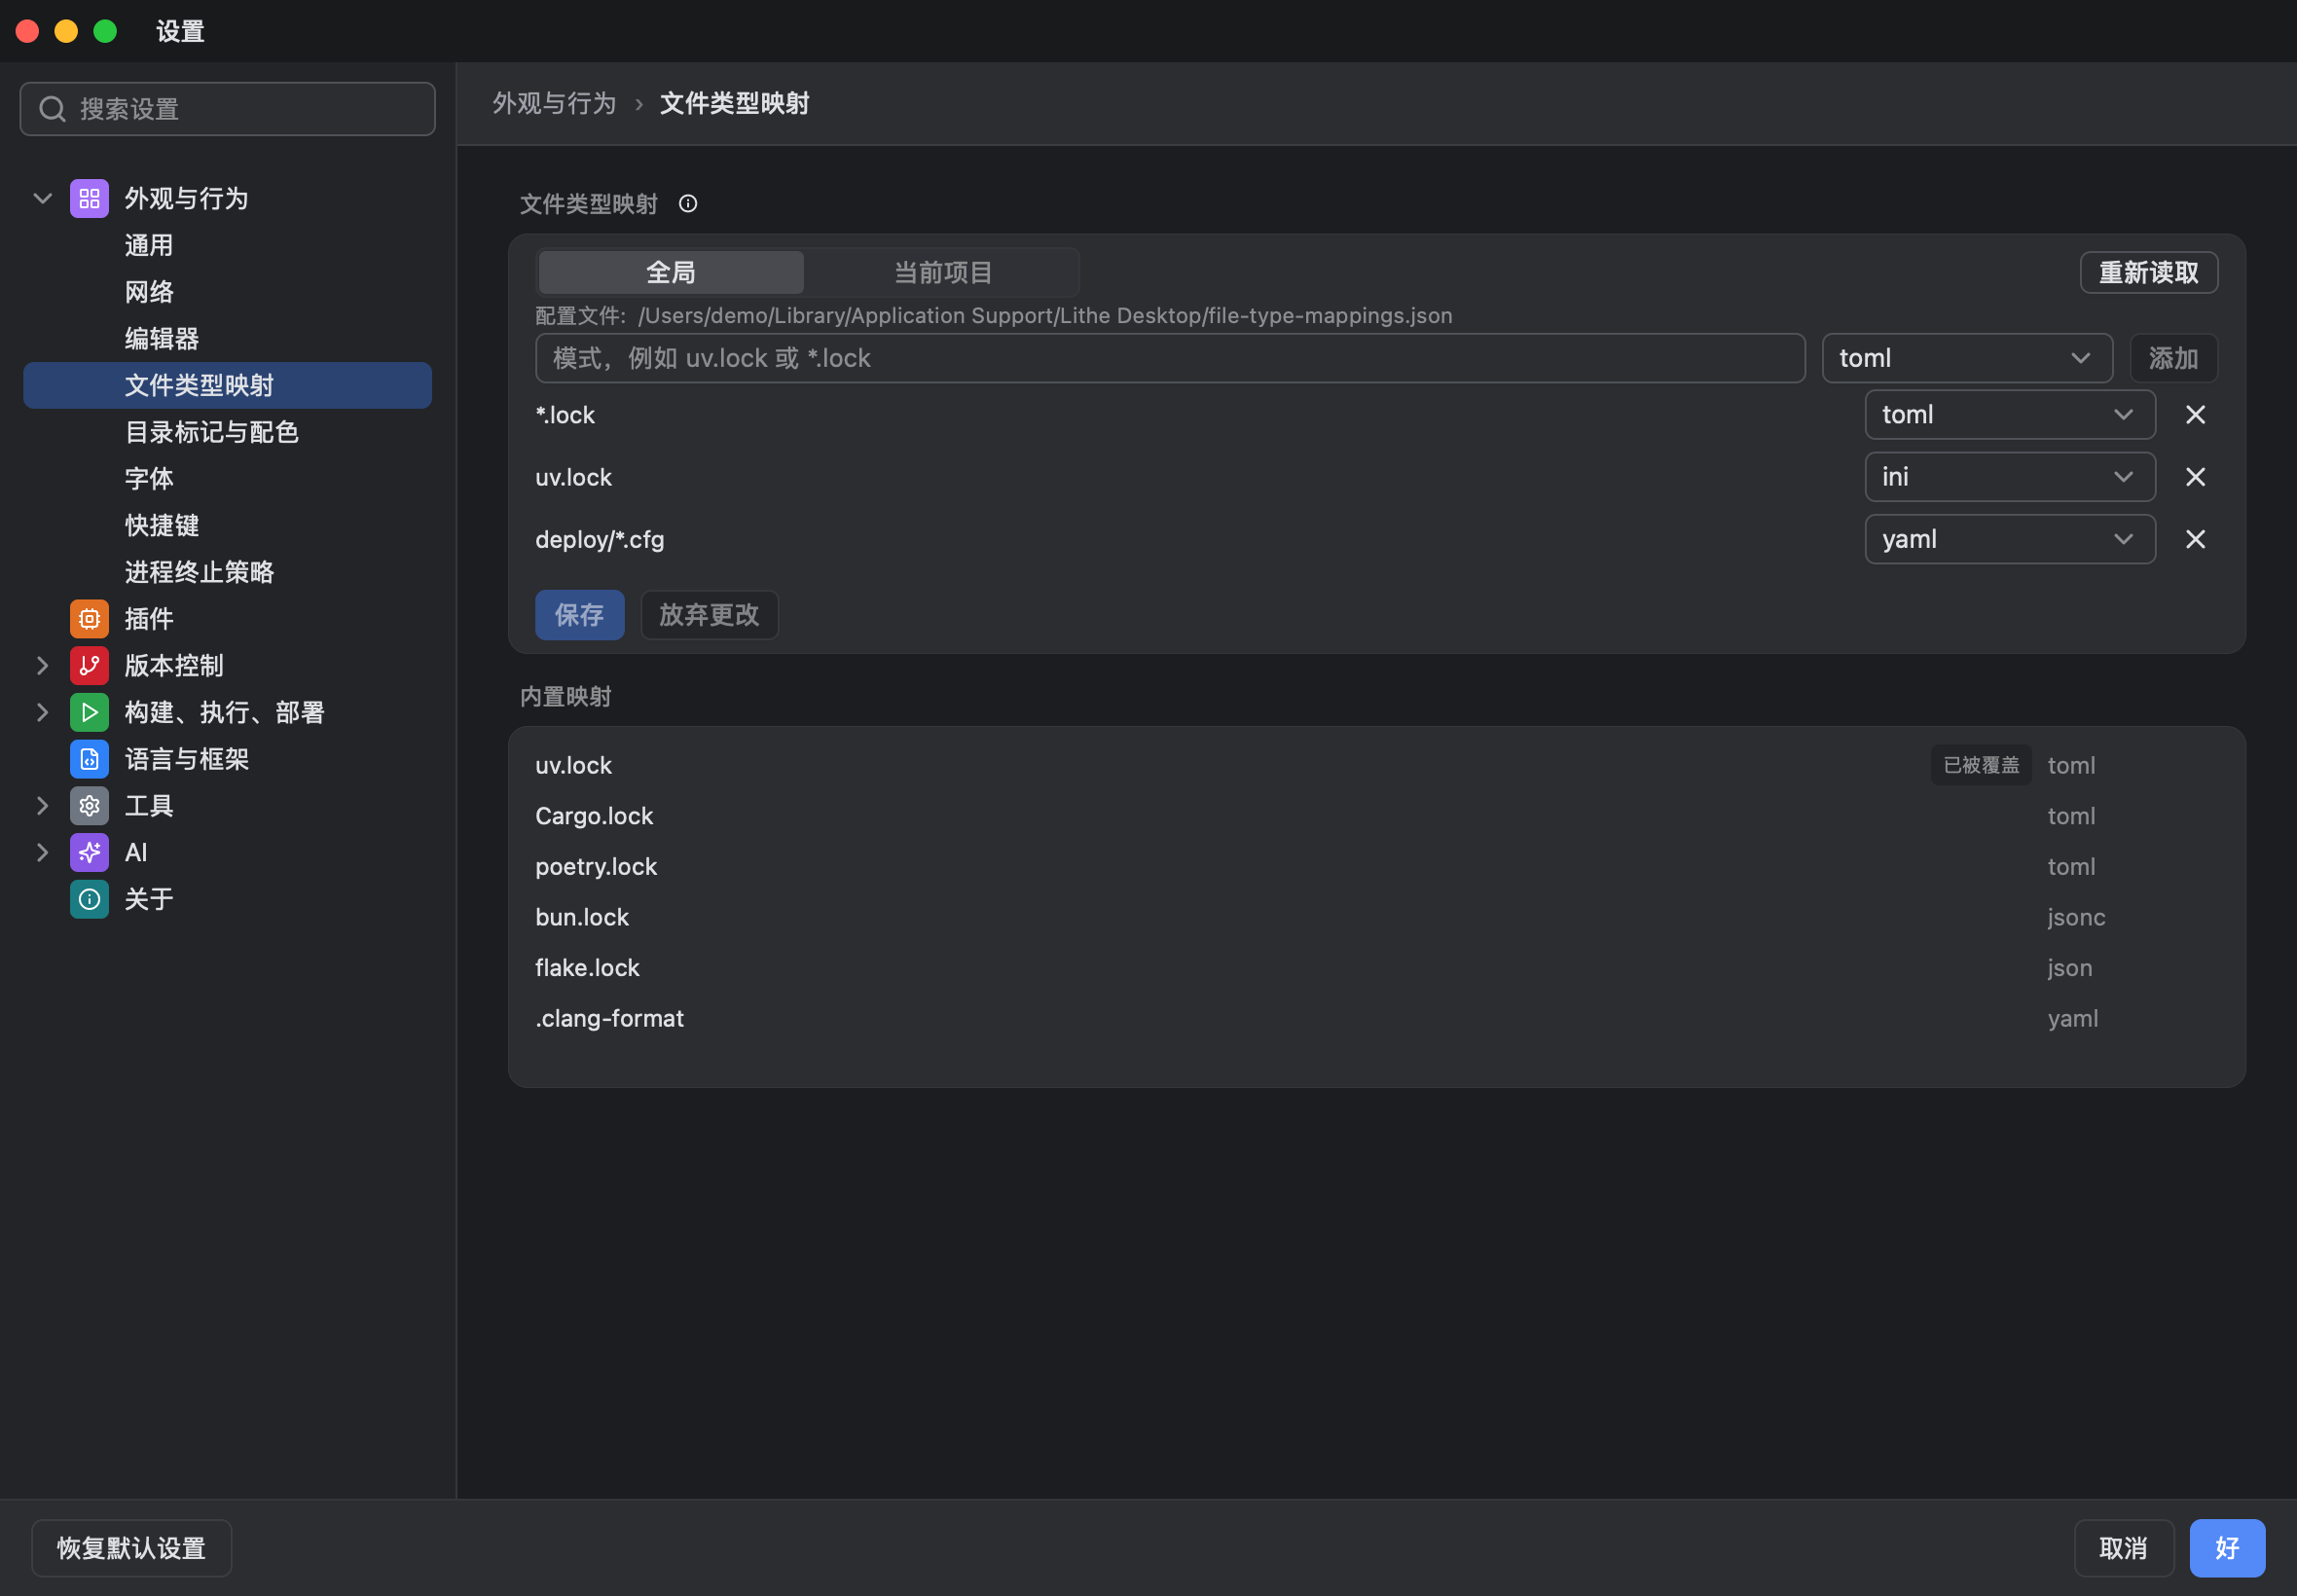 设置
搜索设置
外观与行为
通用
网络
编辑器
文件类型映射
目录标记与配色
字体
快捷键
进程终止策略
插件
版本控制
构建、执行、部署
语言与框架
工具
AI
关于
外观与行为 › 文件类型映射
文件类型映射
全局 当前项目 重新读取
配置文件: /Users/demo/Library/Application Support/Lithe Desktop/file-type-mappings.json
模式，例如 uv.lock 或 *.lock toml 添加
*.lock toml
uv.lock ini
deploy/*.cfg yaml
保存 放弃更改
内置映射
uv.lock 已被覆盖 toml
Cargo.lock toml
poetry.lock toml
bun.lock jsonc
flake.lock json
.clang-format yaml
恢复默认设置 取消 好